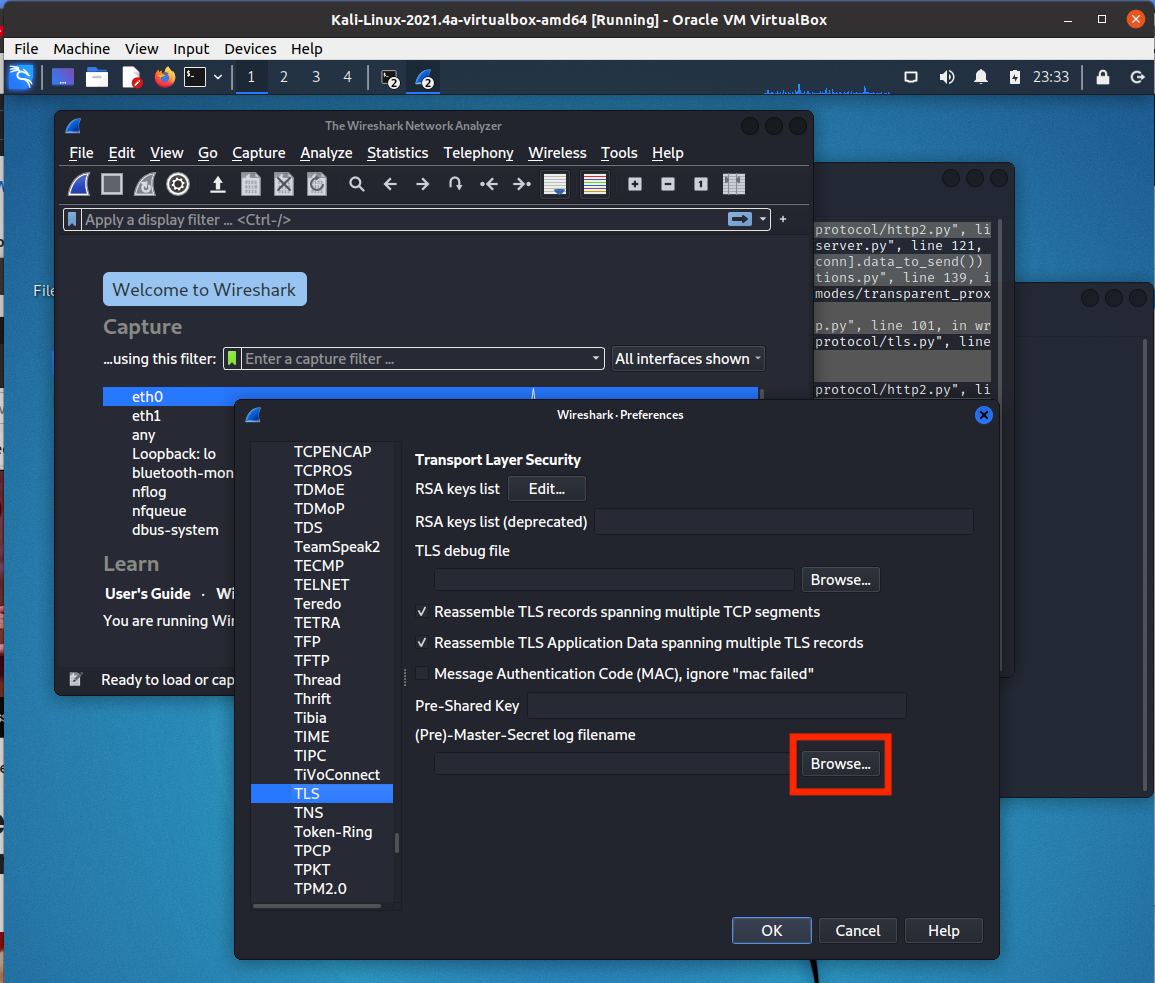 Kali-Linux-2021.4a-virtualbox-amd64 [Running] - Oracle VM VirtualBox
File Machine View Input Devices Help
1 2 3 4 2 2 23:33
The Wireshark Network Analyzer
File Edit View Go Capture Analyze Statistics Telephony Wireless Tools Help
Apply a display filter ... <Ctrl-/> +
File
Welcome to Wireshark
Capture
...using this filter: Enter a capture filter ... All interfaces shown
eth0
eth1
any
Loopback: lo
bluetooth-mon
nflog
nfqueue
dbus-system
Learn
User's Guide · Wi
You are running Wir
Ready to load or cap
protocol/http2.py", li
server.py", line 121,
conn].data_to_send())
tions.py", line 139, i
modes/transparent_prox
p.py", line 101, in wr
protocol/tls.py", line
protocol/http2.py", li
Wireshark · Preferences
TCPENCAP
TCPROS
TDMoE
TDMoP
TDS
TeamSpeak2
TECMP
TELNET
Teredo
TETRA
TFP
TFTP
Thread
Thrift
Tibia
TIME
TIPC
TiVoConnect
TLS
TNS
Token-Ring
TPCP
TPKT
TPM2.0
Transport Layer Security
RSA keys list Edit...
RSA keys list (deprecated)
TLS debug file
Browse...
Reassemble TLS records spanning multiple TCP segments
Reassemble TLS Application Data spanning multiple TLS records
Message Authentication Code (MAC), ignore "mac failed"
Pre-Shared Key
(Pre)-Master-Secret log filename
Browse...
OK Cancel Help